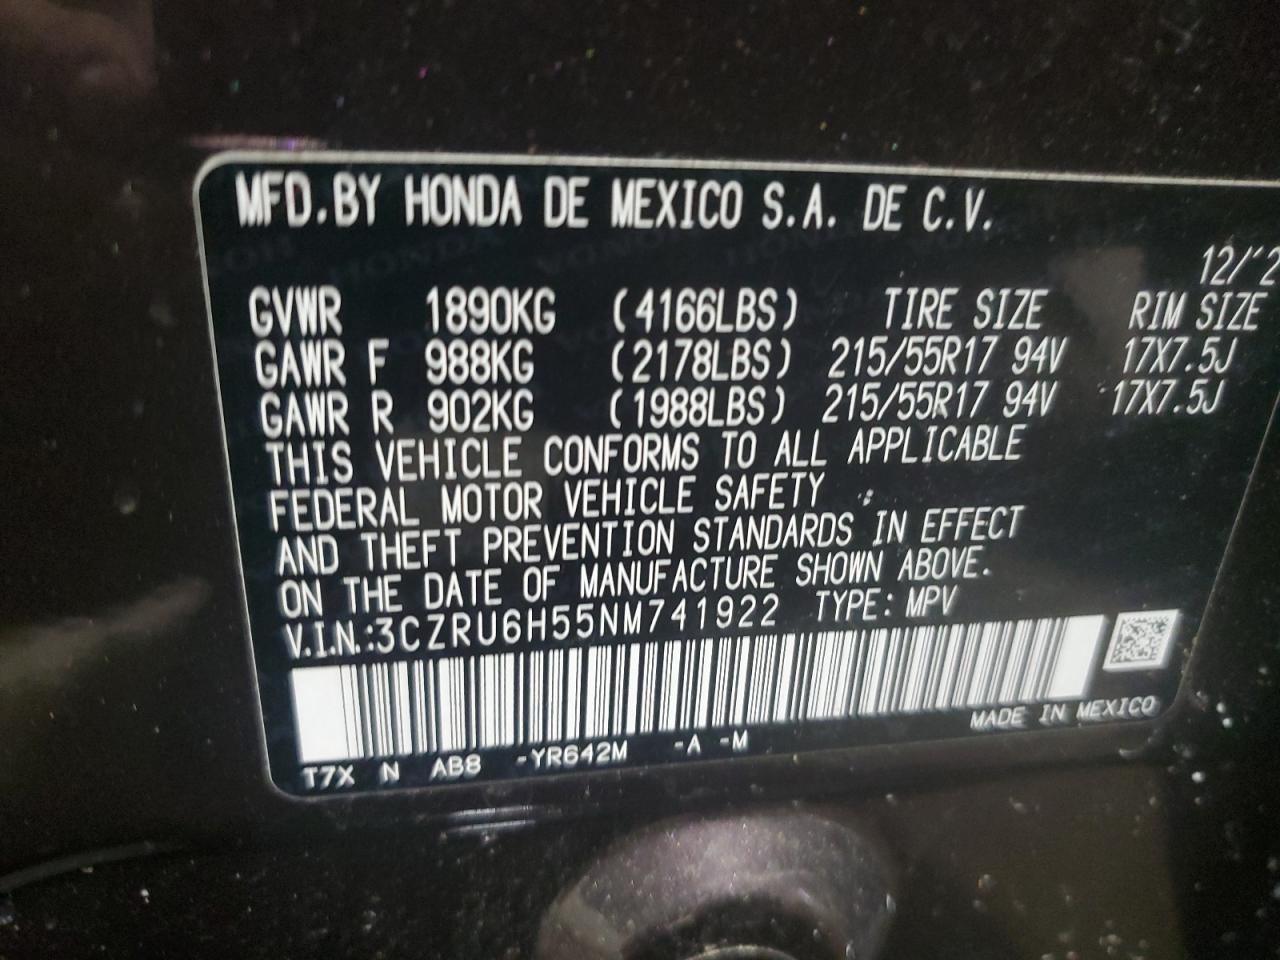 MFD.BY HONDA DE MEXICO S.A. DE C.V.
12/'2
GVWR 1890KG (4166LBS) TIRE SIZE RIM SIZE
GAWR F 988KG (2178LBS) 215/55R17 94V 17X7.5J
GAWR R 902KG (1988LBS) 215/55R17 94V 17X7.5J
THIS VEHICLE CONFORMS TO ALL APPLICABLE
FEDERAL MOTOR VEHICLE SAFETY
AND THEFT PREVENTION STANDARDS IN EFFECT
ON THE DATE OF MANUFACTURE SHOWN ABOVE.
V.I.N.:3CZRU6H55NM741922 TYPE: MPV
MADE IN MEXICO
T7X N AB8 -YR642M -A -M